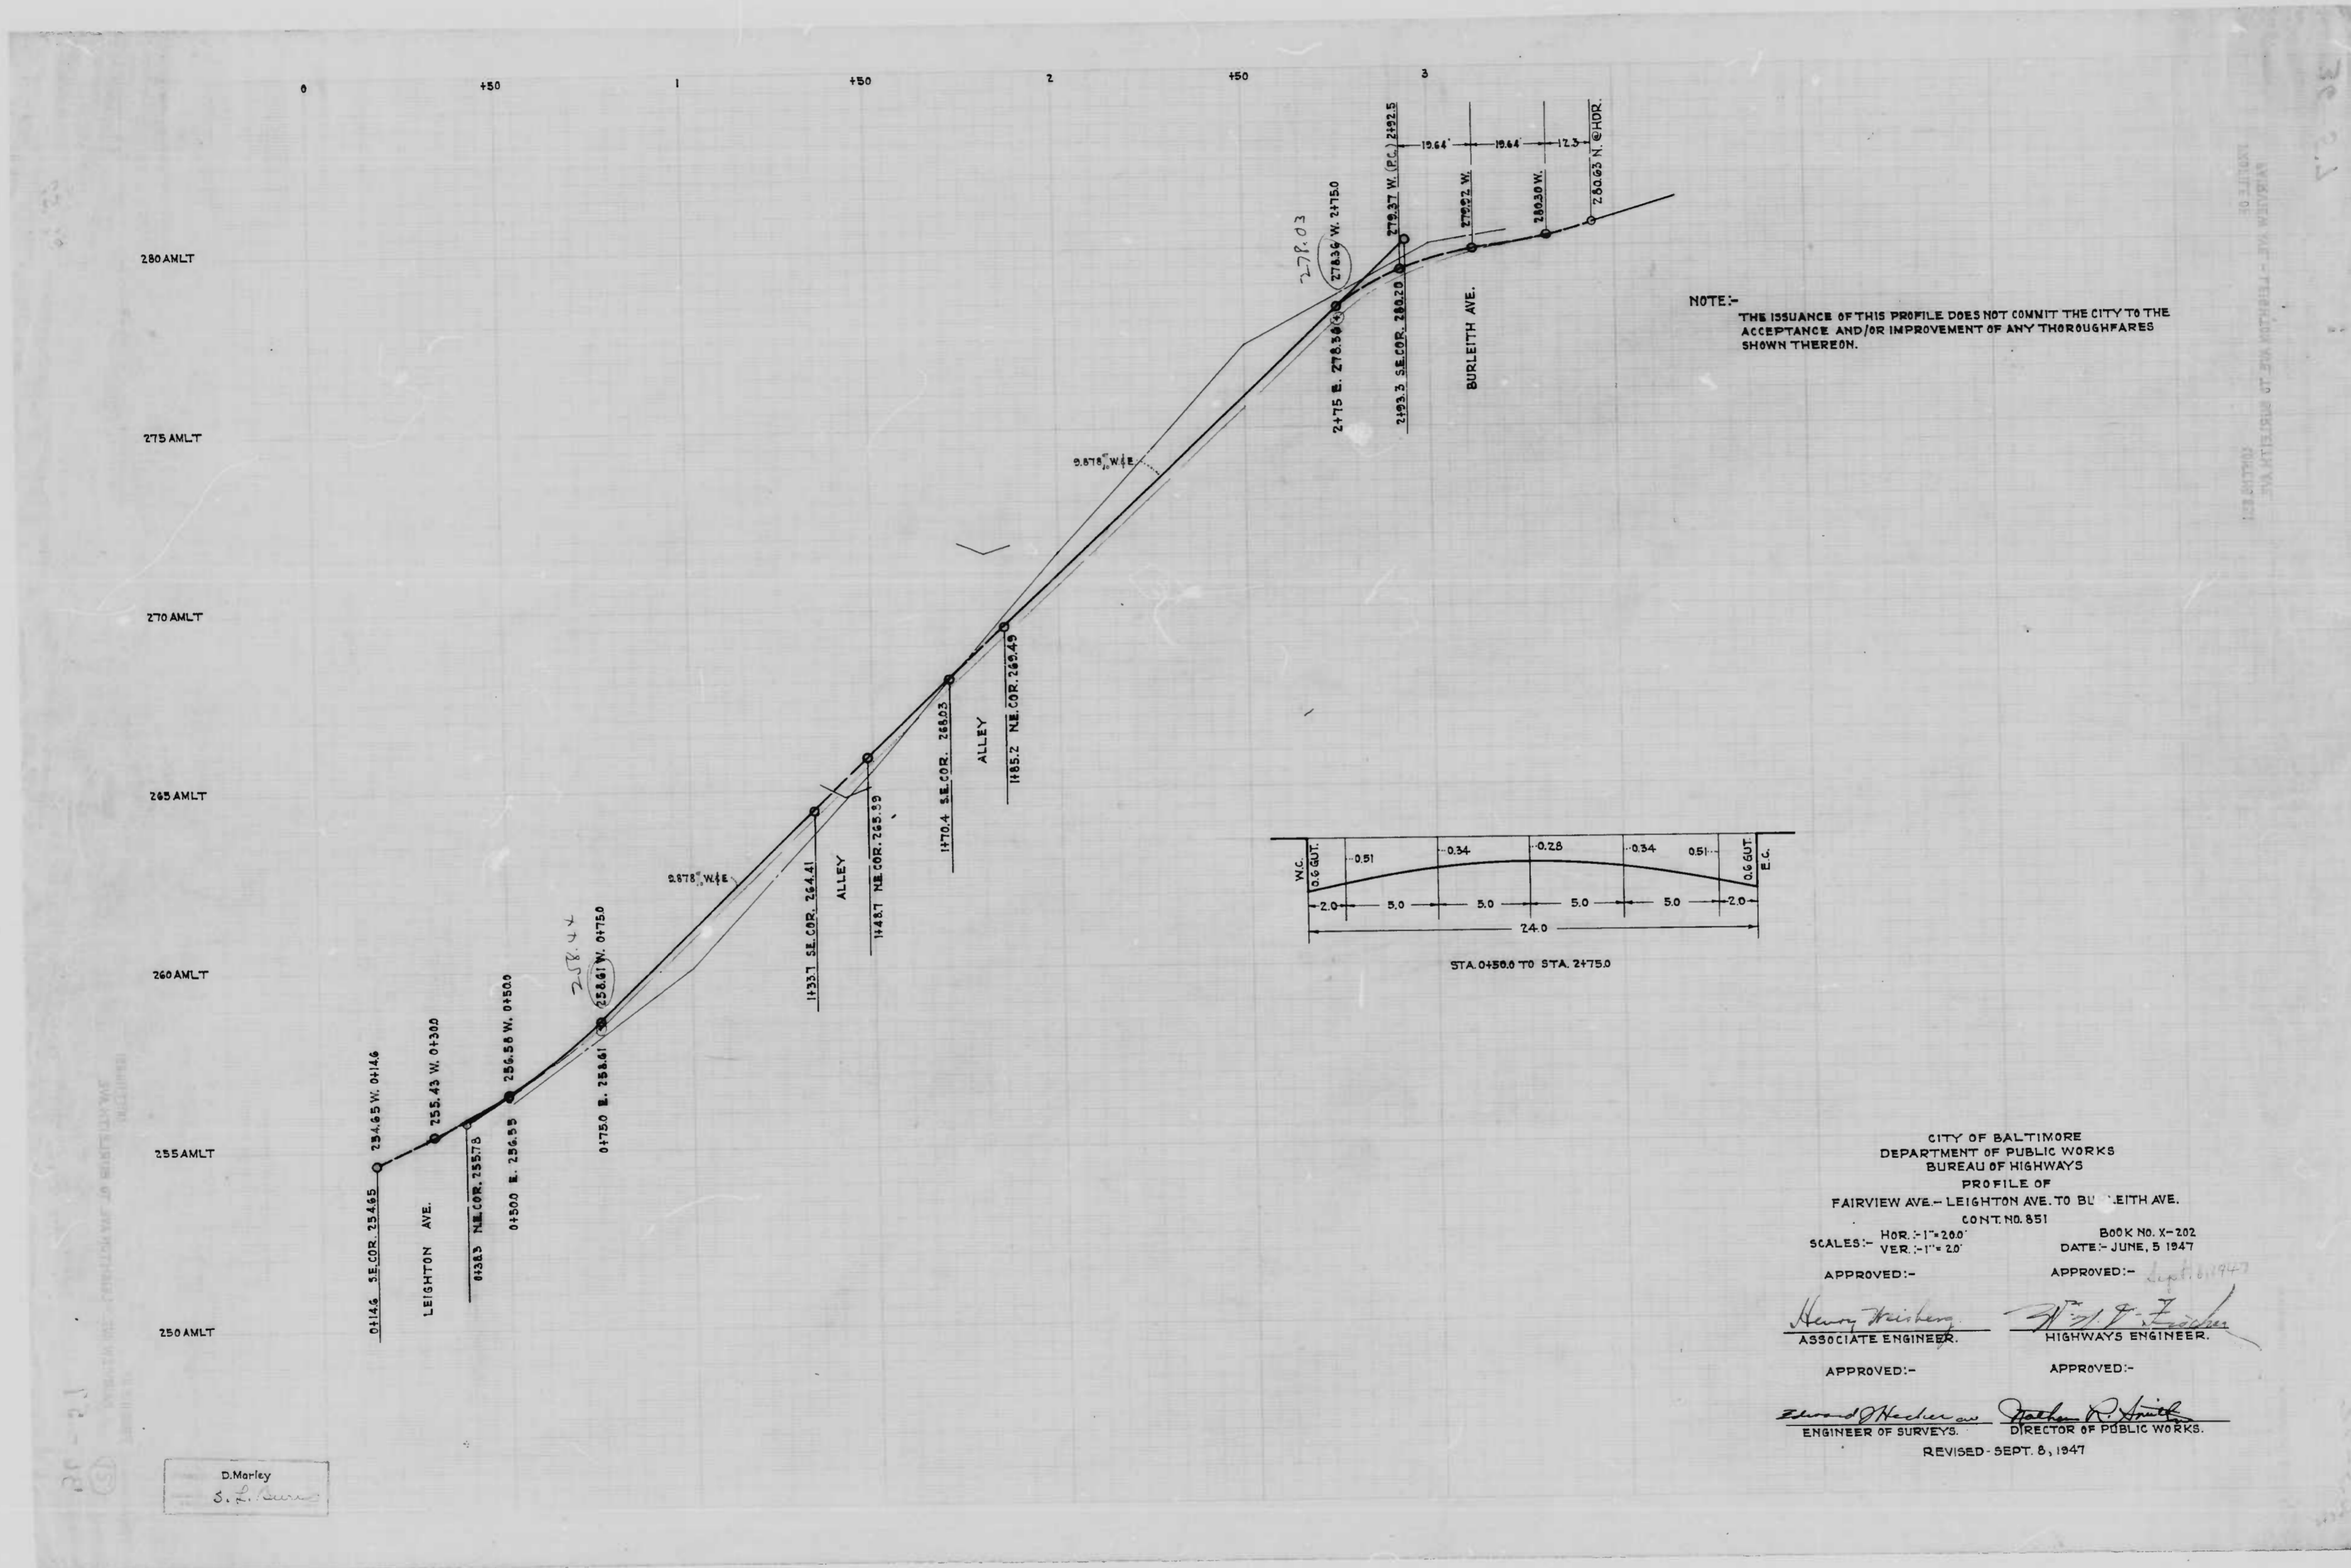 0
+50
1
+50
2
+50
3
280 AMLT
275 AMLT
270 AMLT
265 AMLT
260 AMLT
255 AMLT
250 AMLT
0+14.6 S.E. COR. 254.65
254.65 W. 0+14.6
LEIGHTON AVE.
255.43 W. 0+30.0
0+38.3 N.E. COR. 255.78
256.58 W. 0+50.0
0+50.0 E. 256.55
258.44
258.61 W. 0+75.0
0+75.0 E. 258.61
9.878% W.&E.
1+33.7 S.E. COR. 264.41
ALLEY
1+48.7 N.E. COR. 265.89
1+70.4 S.E. COR. 268.03
ALLEY
1+85.2 N.E. COR. 269.49
9.878% W.&E.
278.03
278.36 W. 2+75.0
2+75 E. 278.36
279.37 W. (P.C.) 2+92.5
2+93.3 S.E. COR. 280.20
19.64'
19.64'
12.3
279.92 W.
BURLEITH AVE.
280.30 W.
280.63 N. @ HDR.
NOTE:-
THE ISSUANCE OF THIS PROFILE DOES NOT COMMIT THE CITY TO THE
ACCEPTANCE AND/OR IMPROVEMENT OF ANY THOROUGHFARES
SHOWN THEREON.
W.C.
0.6 GUT.
0.51
0.34
0.28
0.34
0.51
0.6 GUT.
E.C.
2.0
5.0
5.0
5.0
5.0
2.0
24.0
STA. 0+50.0 TO STA. 2+75.0
CITY OF BALTIMORE
DEPARTMENT OF PUBLIC WORKS
BUREAU OF HIGHWAYS
PROFILE OF
FAIRVIEW AVE.- LEIGHTON AVE. TO BU EITH AVE.
CONT. NO. 851
SCALES:- HOR.:-1"=20.0'
VER.:-1"=2.0'
BOOK NO. X-202
DATE:- JUNE, 5 1947
APPROVED:-
APPROVED:- Sept. 8, 1947
Henry Weisberg
ASSOCIATE ENGINEER.
HIGHWAYS ENGINEER.
APPROVED:-
APPROVED:-
Edward J Hecker
ENGINEER OF SURVEYS.
Nathan R. Smith
DIRECTOR OF PUBLIC WORKS.
REVISED- SEPT. 8, 1947
D. Marley